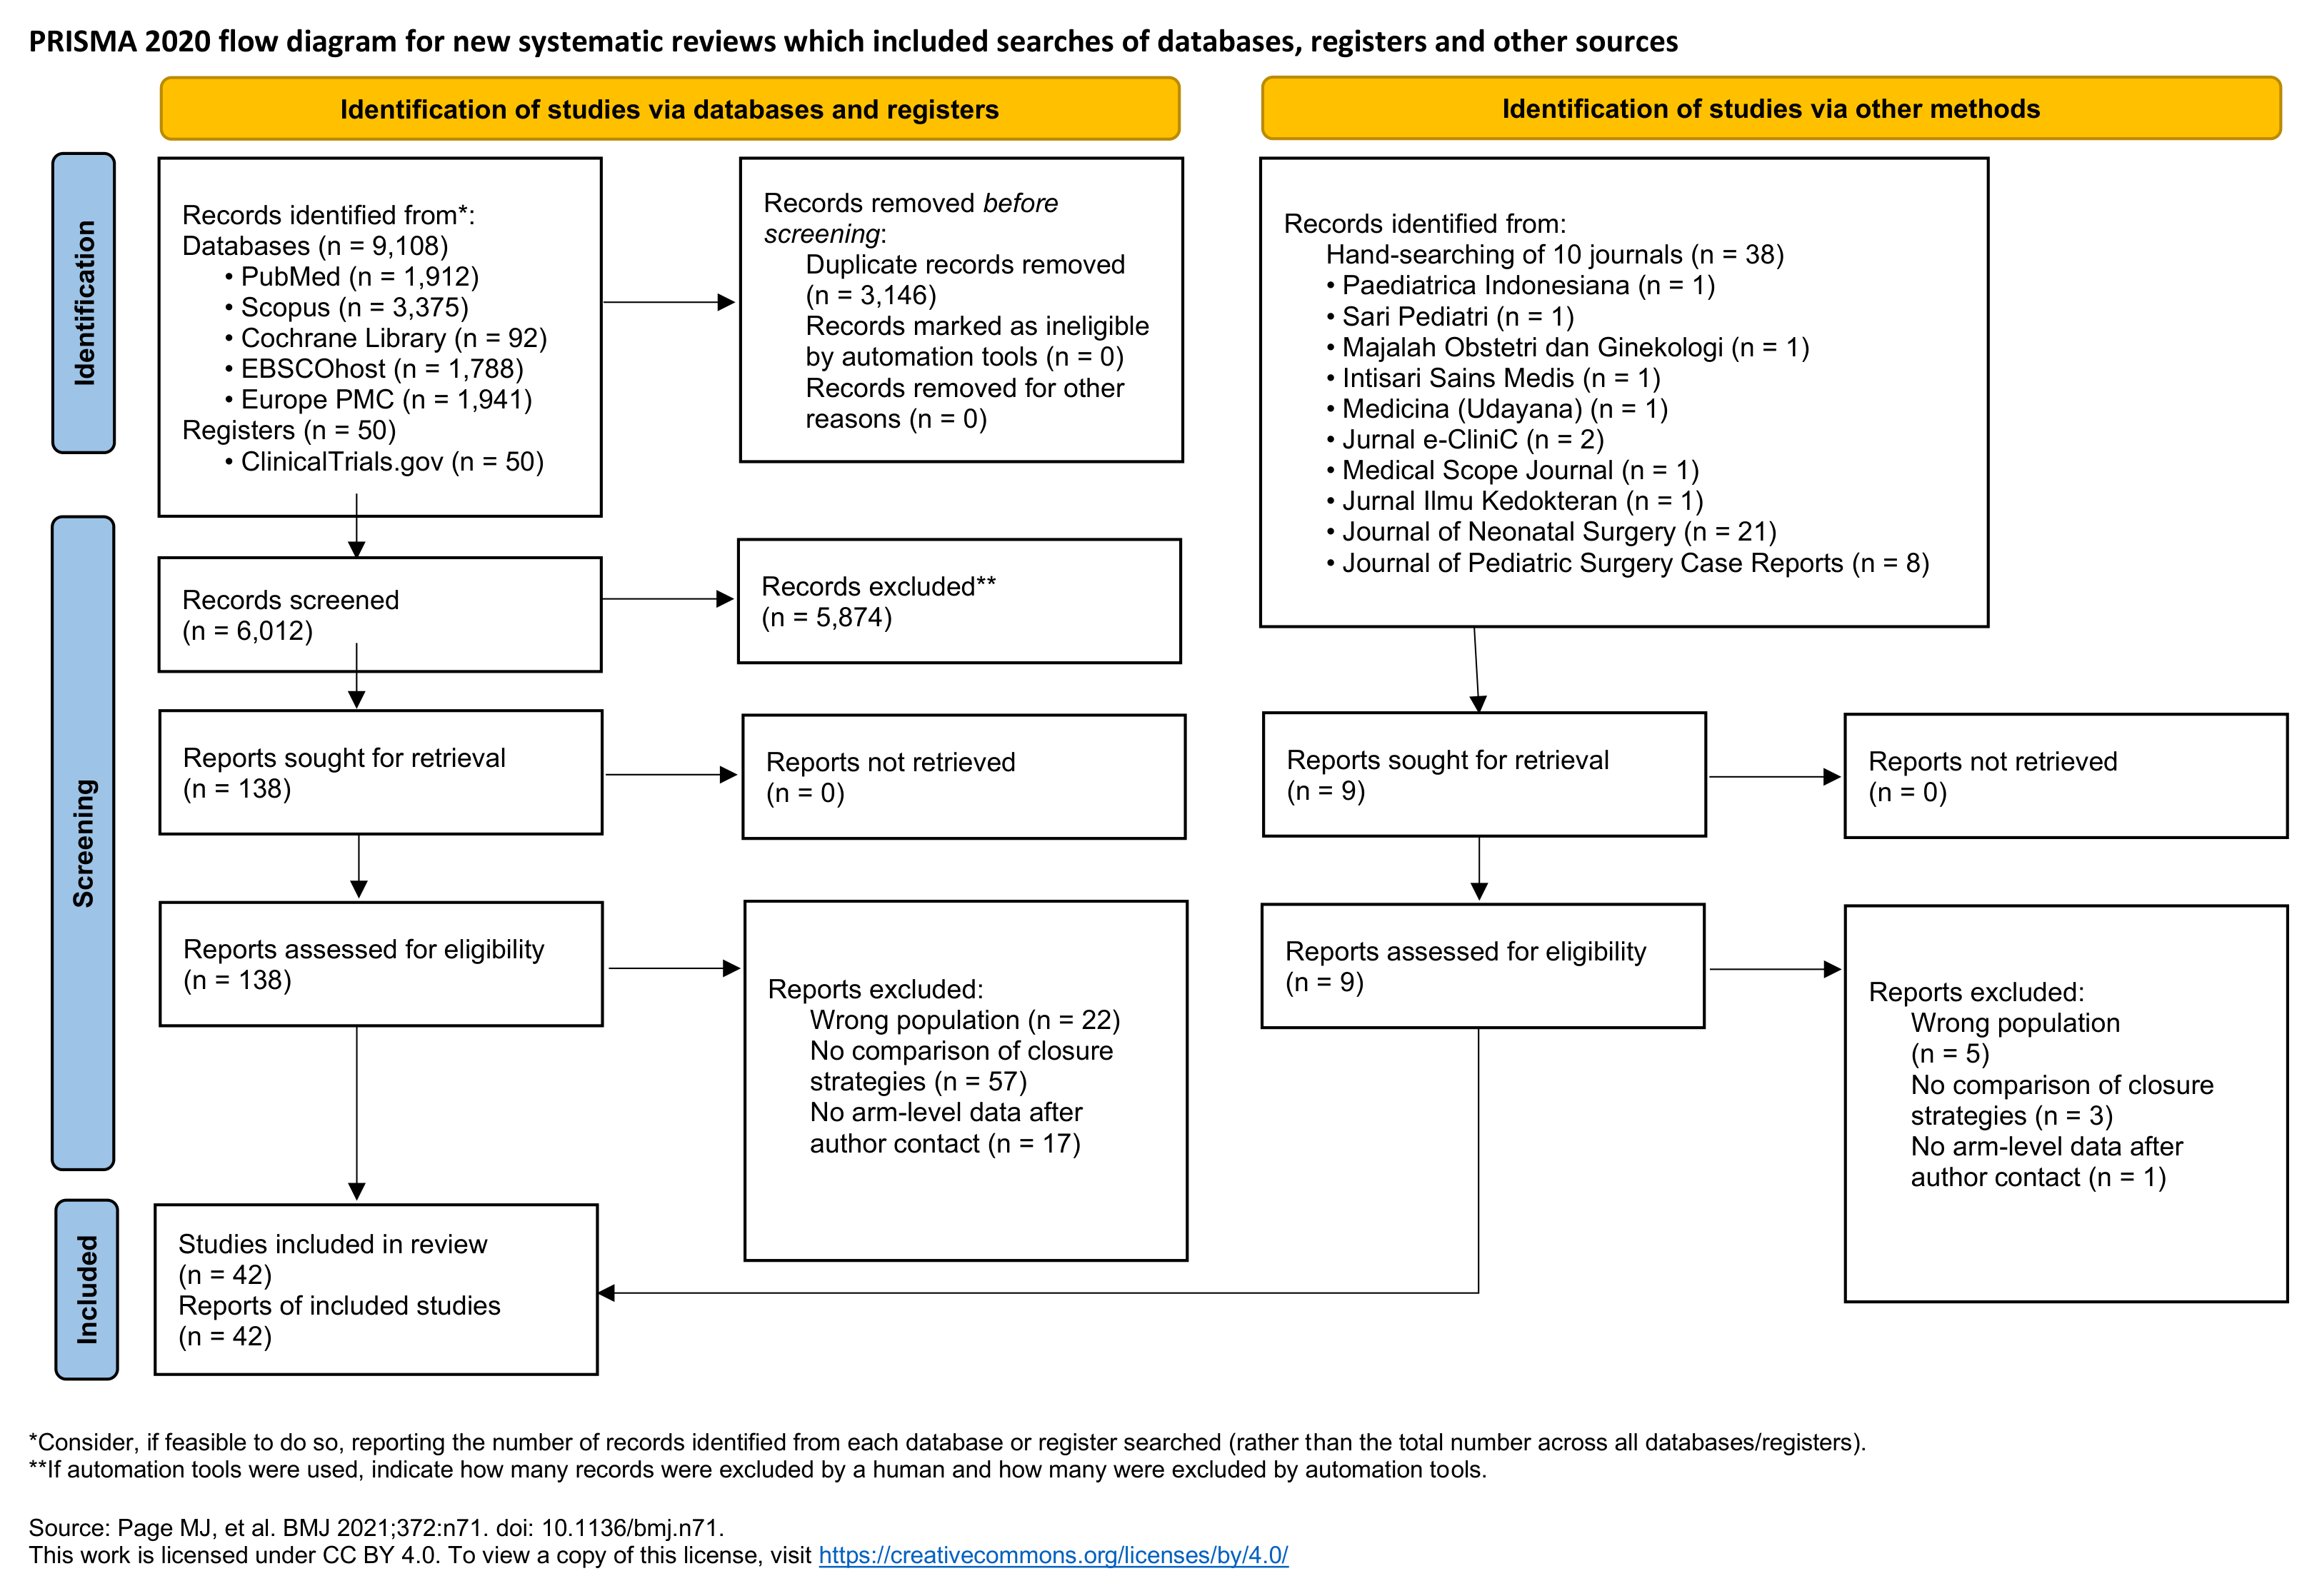 PRISMA 2020 flow diagram for new systematic reviews which included searches of databases, registers and other sources
Identification of studies via databases and registers
Identification of studies via other methods
Identification
Records identified from*:
Databases (n = 9,108)
• PubMed (n = 1,912)
• Scopus (n = 3,375)
• Cochrane Library (n = 92)
• EBSCOhost (n = 1,788)
• Europe PMC (n = 1,941)
Registers (n = 50)
• ClinicalTrials.gov (n = 50)
Records removed before
screening:
Duplicate records removed
(n = 3,146)
Records marked as ineligible
by automation tools (n = 0)
Records removed for other
reasons (n = 0)
Records identified from:
Hand-searching of 10 journals (n = 38)
• Paediatrica Indonesiana (n = 1)
• Sari Pediatri (n = 1)
• Majalah Obstetri dan Ginekologi (n = 1)
• Intisari Sains Medis (n = 1)
• Medicina (Udayana) (n = 1)
• Jurnal e-CliniC (n = 2)
• Medical Scope Journal (n = 1)
• Jurnal Ilmu Kedokteran (n = 1)
• Journal of Neonatal Surgery (n = 21)
• Journal of Pediatric Surgery Case Reports (n = 8)
Screening
Records screened
(n = 6,012)
Records excluded**
(n = 5,874)
Reports sought for retrieval
(n = 138)
Reports not retrieved
(n = 0)
Reports sought for retrieval
(n = 9)
Reports not retrieved
(n = 0)
Reports assessed for eligibility
(n = 138)
Reports excluded:
Wrong population (n = 22)
No comparison of closure
strategies (n = 57)
No arm-level data after
author contact (n = 17)
Reports assessed for eligibility
(n = 9)
Reports excluded:
Wrong population
(n = 5)
No comparison of closure
strategies (n = 3)
No arm-level data after
author contact (n = 1)
Included
Studies included in review
(n = 42)
Reports of included studies
(n = 42)
*Consider, if feasible to do so, reporting the number of records identified from each database or register searched (rather than the total number across all databases/registers).
**If automation tools were used, indicate how many records were excluded by a human and how many were excluded by automation tools.
Source: Page MJ, et al. BMJ 2021;372:n71. doi: 10.1136/bmj.n71.
This work is licensed under CC BY 4.0. To view a copy of this license, visit https://creativecommons.org/licenses/by/4.0/